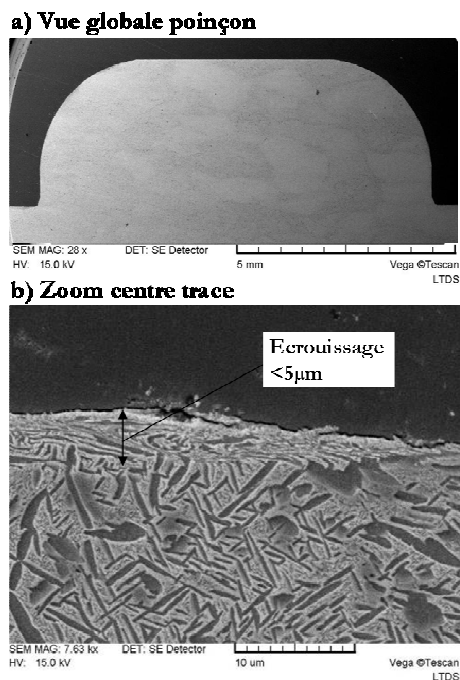 a) Vue globale poinçon
SEM MAG: 28 x DET: SE Detector
HV: 15.0 kV 5 mm Vega ©Tescan
LTDS
b) Zoom centre trace
Ecrouissage
<5µm
SEM MAG: 7.63 kx DET: SE Detector
HV: 15.0 kV 10 um Vega ©Tescan
LTDS